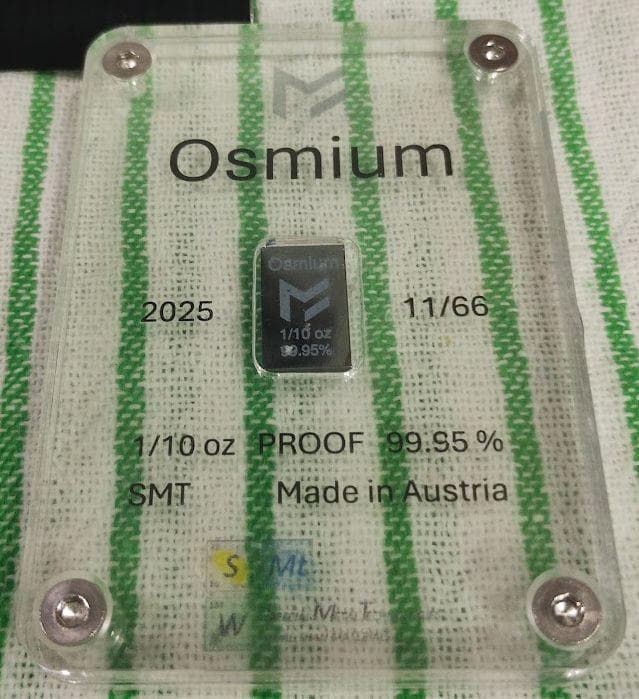 Osmium
Osmium
2025
11/66
1/10 oz
99.95%
1/10 oz PROOF 99.95 %
SMT Made in Austria
S Mt
W